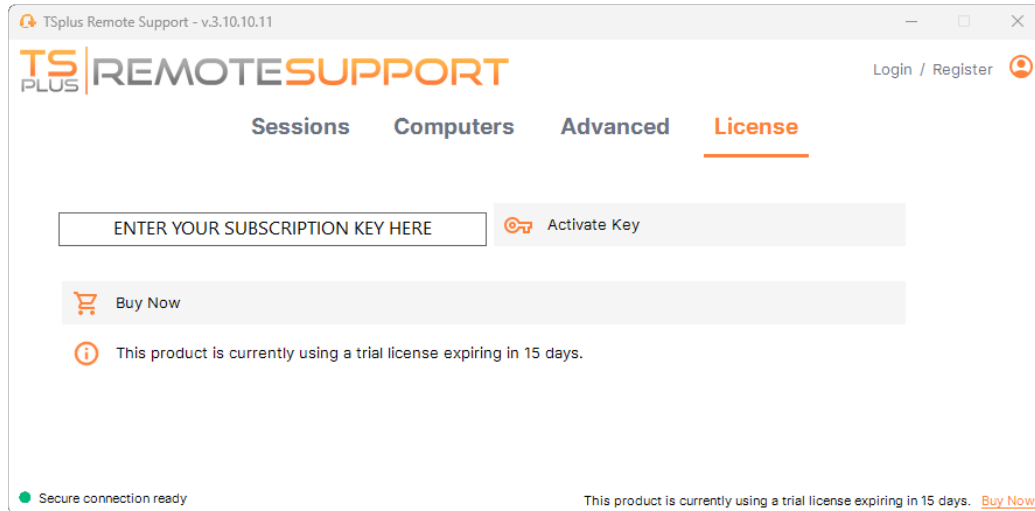 TSplus Remote Support - v.3.10.10.11
TS PLUS REMOTESUPPORT
Login / Register
Sessions Computers Advanced License
ENTER YOUR SUBSCRIPTION KEY HERE
Activate Key
Buy Now
This product is currently using a trial license expiring in 15 days.
Secure connection ready
This product is currently using a trial license expiring in 15 days. Buy Now